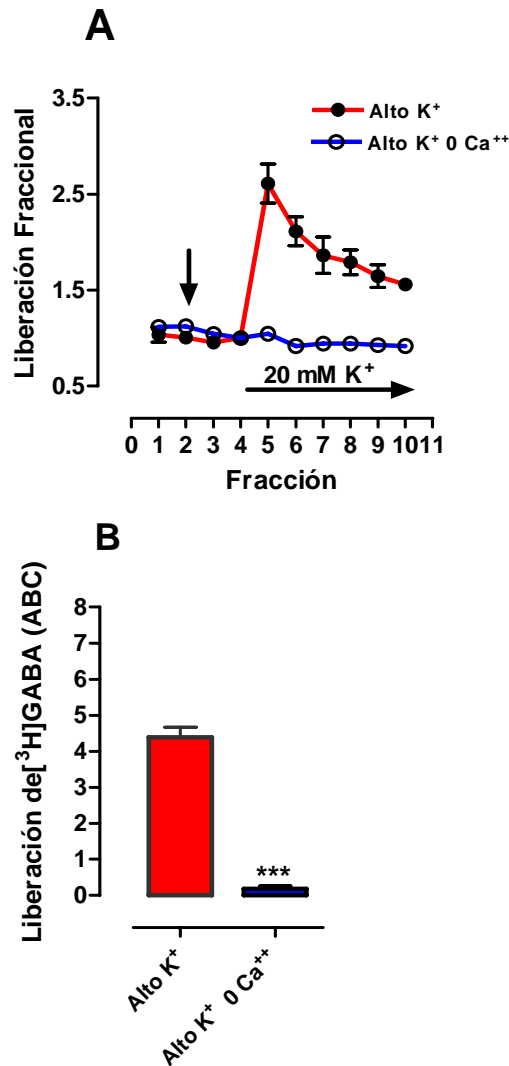 A
Liberación Fraccional
3.5
2.5
1.5
0.5
Alto K⁺
Alto K⁺ 0 Ca⁺⁺
20 mM K⁺
0 1 2 3 4 5 6 7 8 9 10 11
Fracción
B
Liberación de[³H]GABA (ABC)
8
7
6
5
4
3
2
1
0
***
Alto K⁺
Alto K⁺ 0 Ca⁺⁺